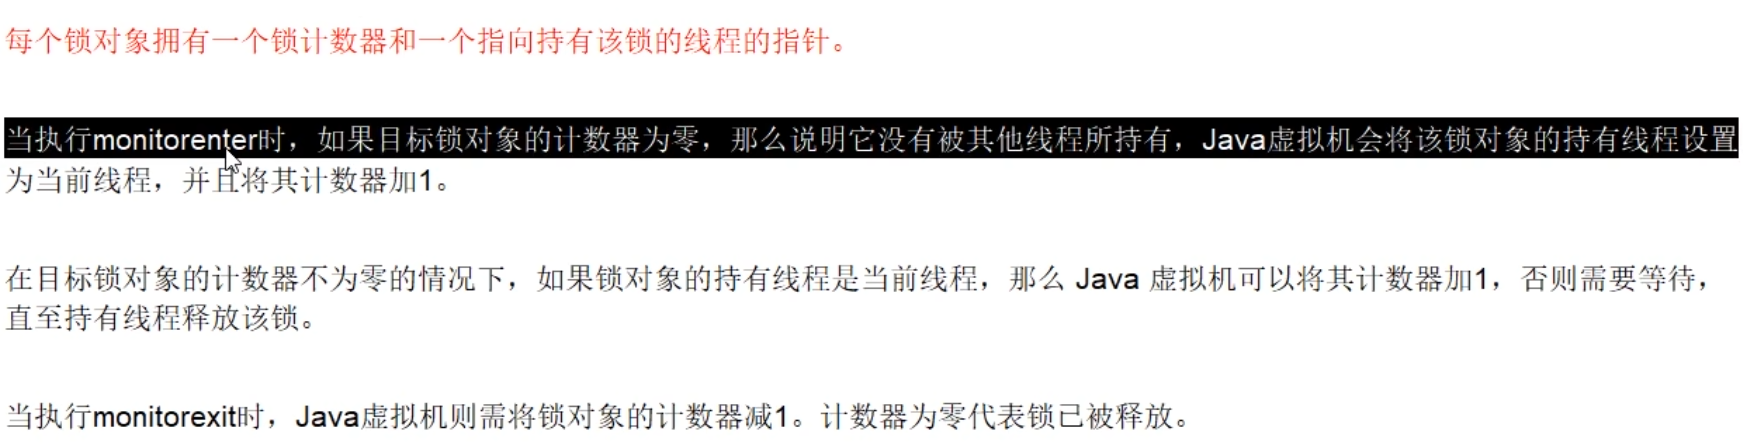 每个锁对象拥有一个锁计数器和一个指向持有该锁的线程的指针。
当执行monitorenter时，如果目标锁对象的计数器为零，那么说明它没有被其他线程所持有，Java虚拟机会将该锁对象的持有线程设置
为当前线程，并且将其计数器加1。
在目标锁对象的计数器不为零的情况下，如果锁对象的持有线程是当前线程，那么 Java 虚拟机可以将其计数器加1，否则需要等待，
直至持有线程释放该锁。
当执行monitorexit时，Java虚拟机则需将锁对象的计数器减1。计数器为零代表锁已被释放。